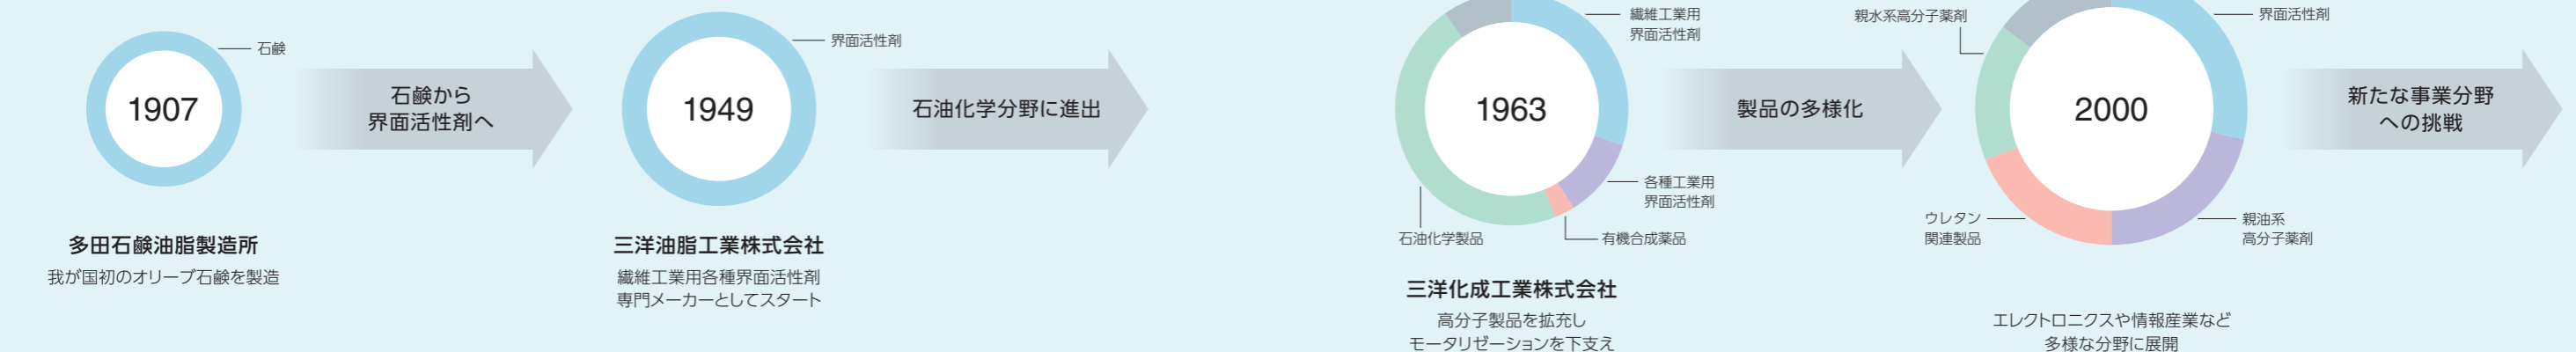 石鹸
1907
多田石鹸油脂製造所
我が国初のオリーブ石鹸を製造
石鹸から
界面活性剤へ
界面活性剤
1949
三洋油脂工業株式会社
繊維工業用各種界面活性剤
専門メーカーとしてスタート
石油化学分野に進出
繊維工業用
界面活性剤
1963
各種工業用
界面活性剤
有機合成薬品
石油化学製品
三洋化成工業株式会社
高分子製品を拡充し
モータリゼーションを下支え
製品の多様化
親水系高分子薬剤
界面活性剤
2000
ウレタン
関連製品
親油系
高分子薬剤
エレクトロニクスや情報産業など
多様な分野に展開
新たな事業分野
への挑戦